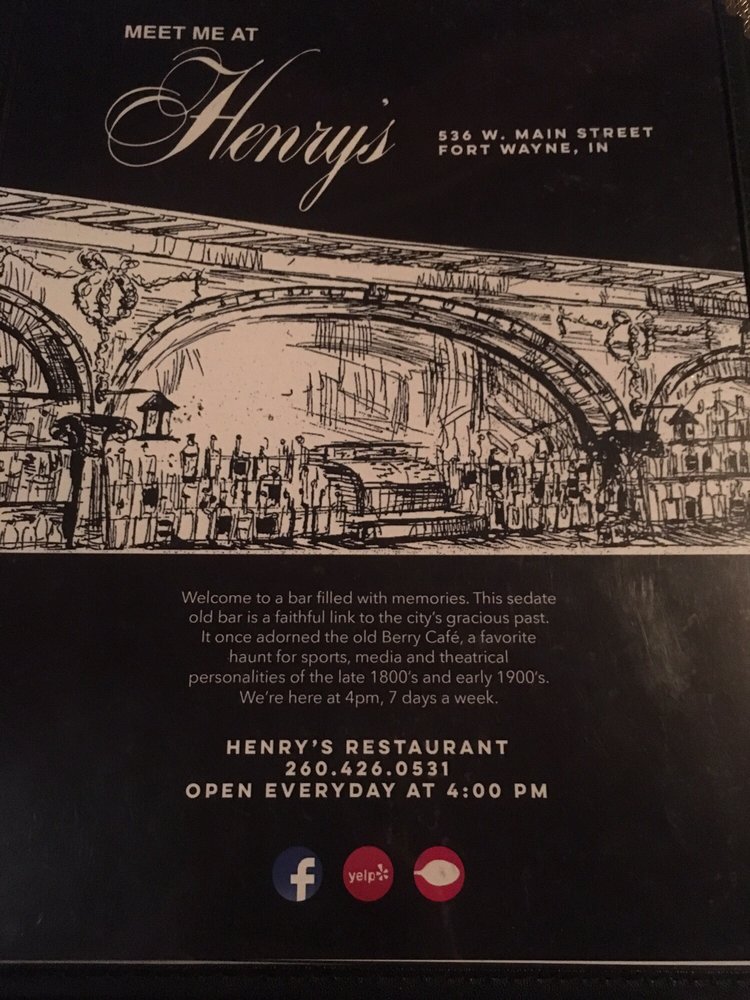 MEET ME AT
Henry's
536 W. MAIN STREET
FORT WAYNE, IN
Welcome to a bar filled with memories. This sedate
old bar is a faithful link to the city's gracious past.
It once adorned the old Berry Café, a favorite
haunt for sports, media and theatrical
personalities of the late 1800's and early 1900's.
We're here at 4pm, 7 days a week.
HENRY'S RESTAURANT
260.426.0531
OPEN EVERYDAY AT 4:00 PM
f
yelp